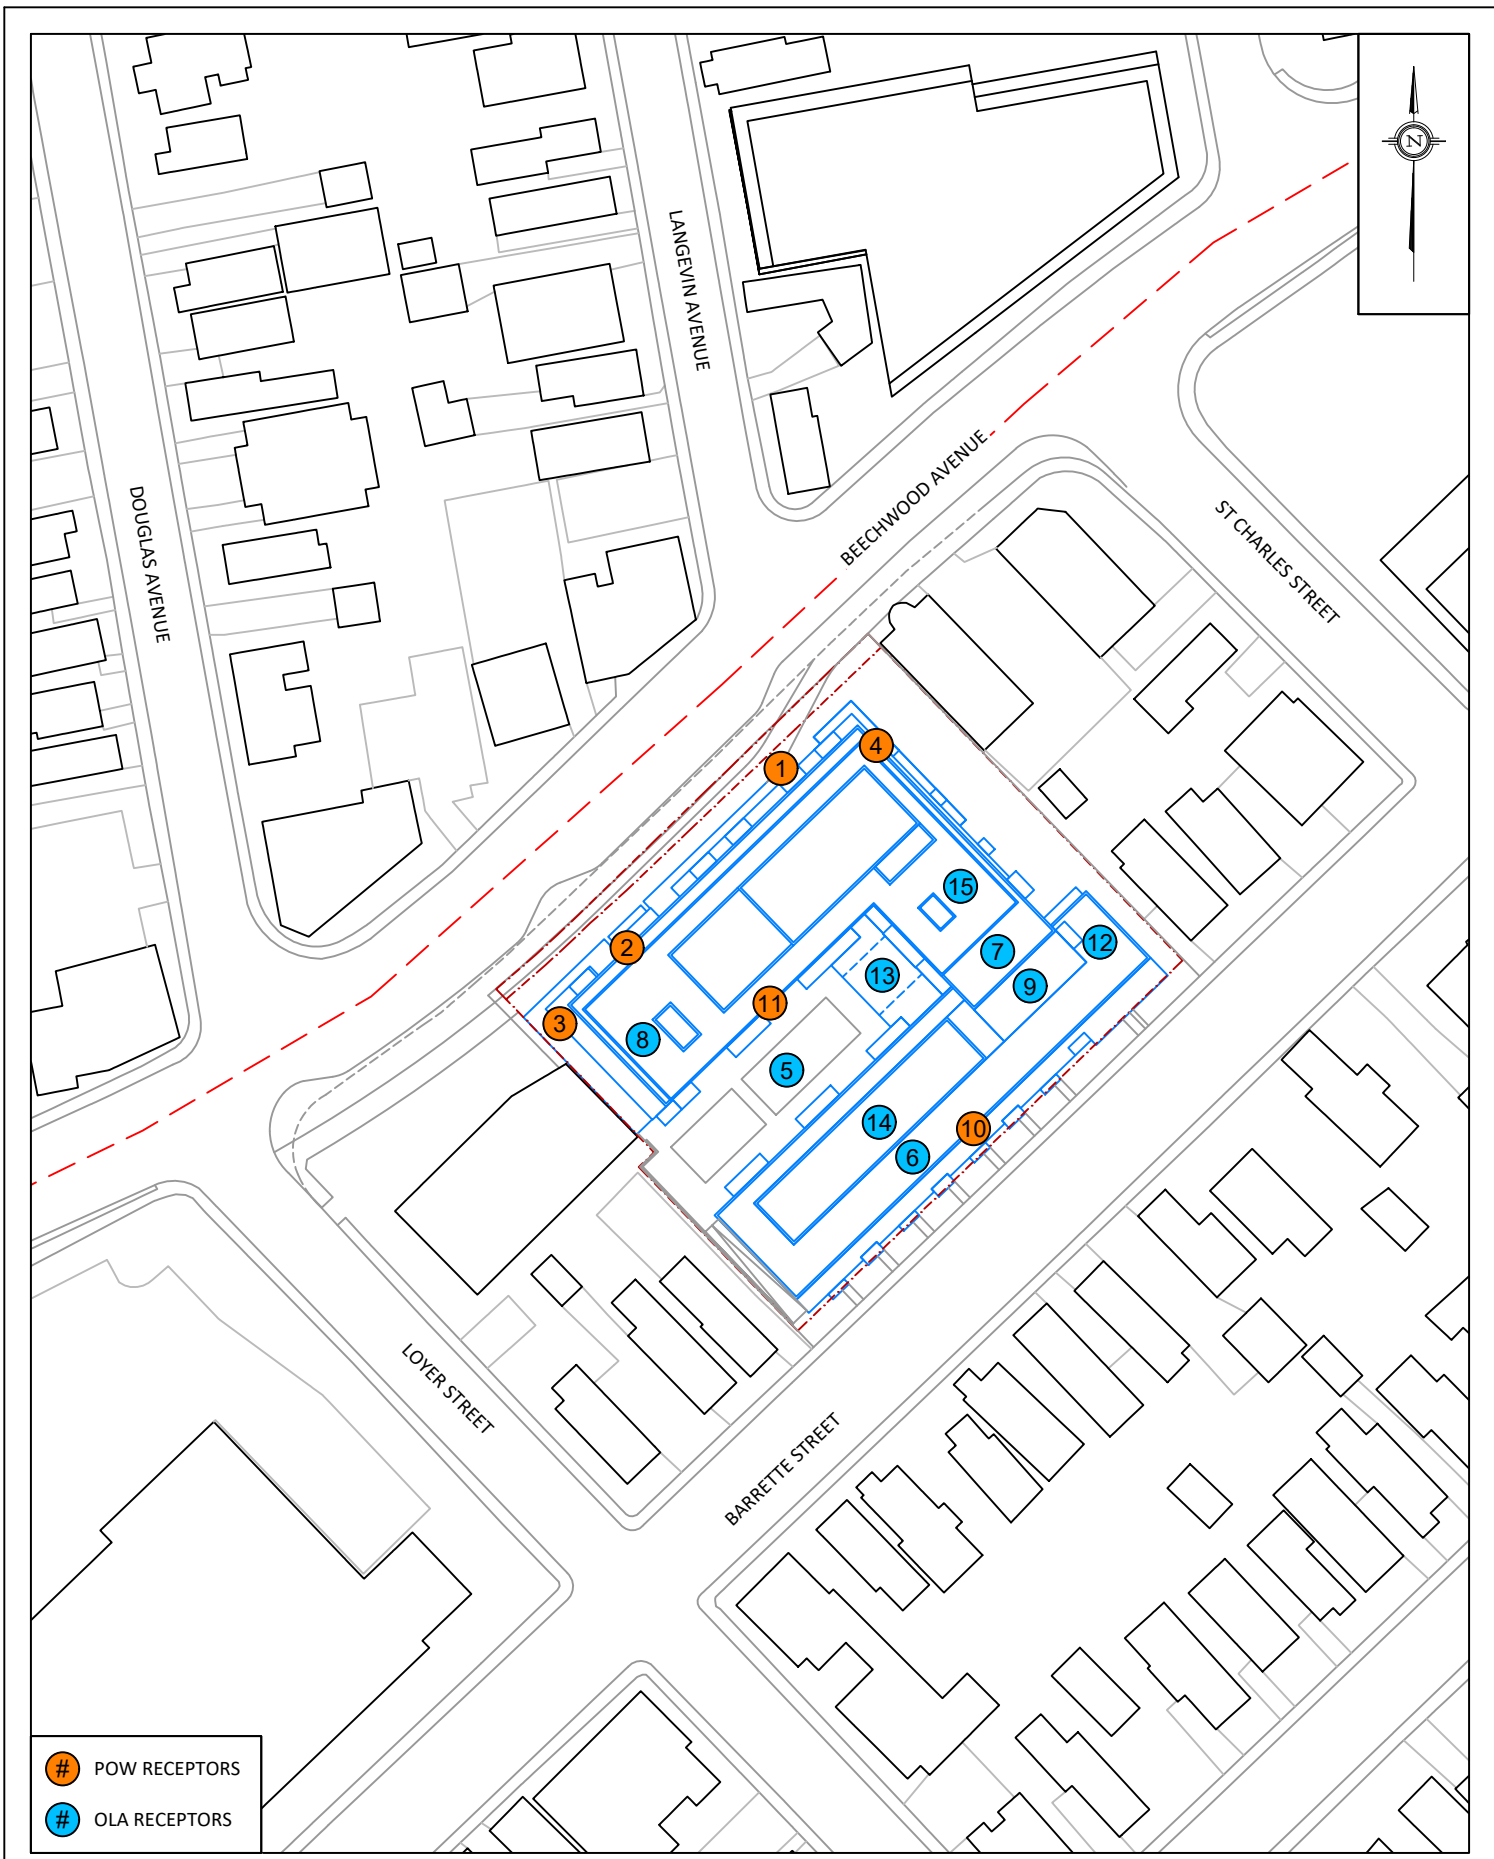 N
LANGEVIN AVENUE
BEECHWOOD AVENUE
DOUGLAS AVENUE
ST CHARLES STREET
4
1
15
2
12
7
13
9
11
3
8
5
14
10
6
LOYER STREET
BARRETTE STREET
# POW RECEPTORS
# OLA RECEPTORS